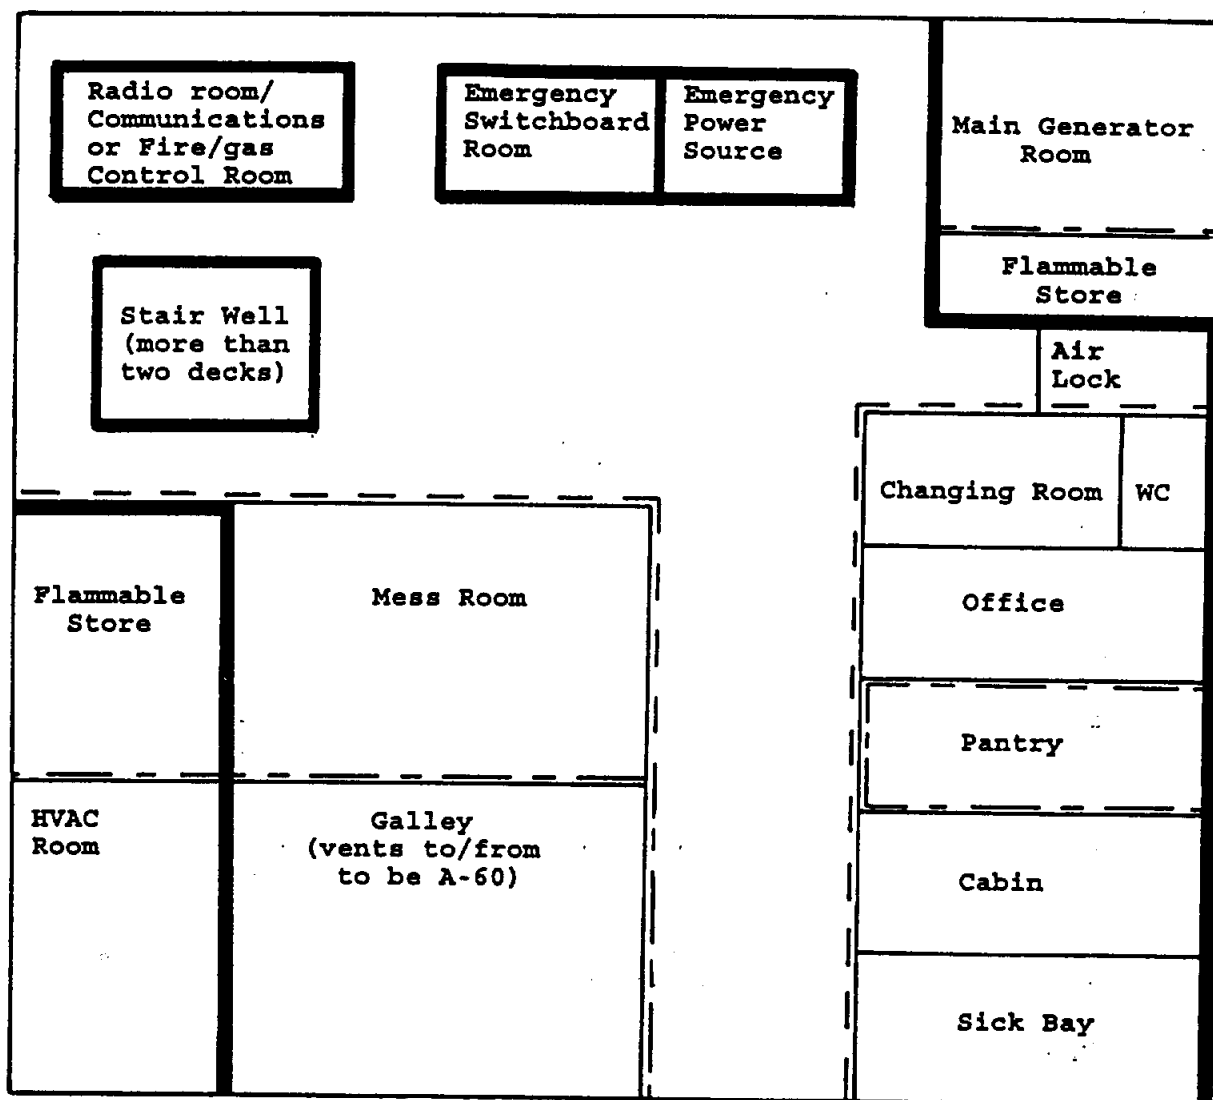 Radio room/
Communications
or Fire/gas
Control Room
Emergency
Switchboard
Room
Emergency
Power
Source
Main Generator
Room
Flammable
Store
Stair Well
(more than
two decks)
Air
Lock
Changing Room
WC
Flammable
Store
Mess Room
Office
Pantry
HVAC
Room
Galley
(vents to/from
to be A-60)
Cabin
Sick Bay